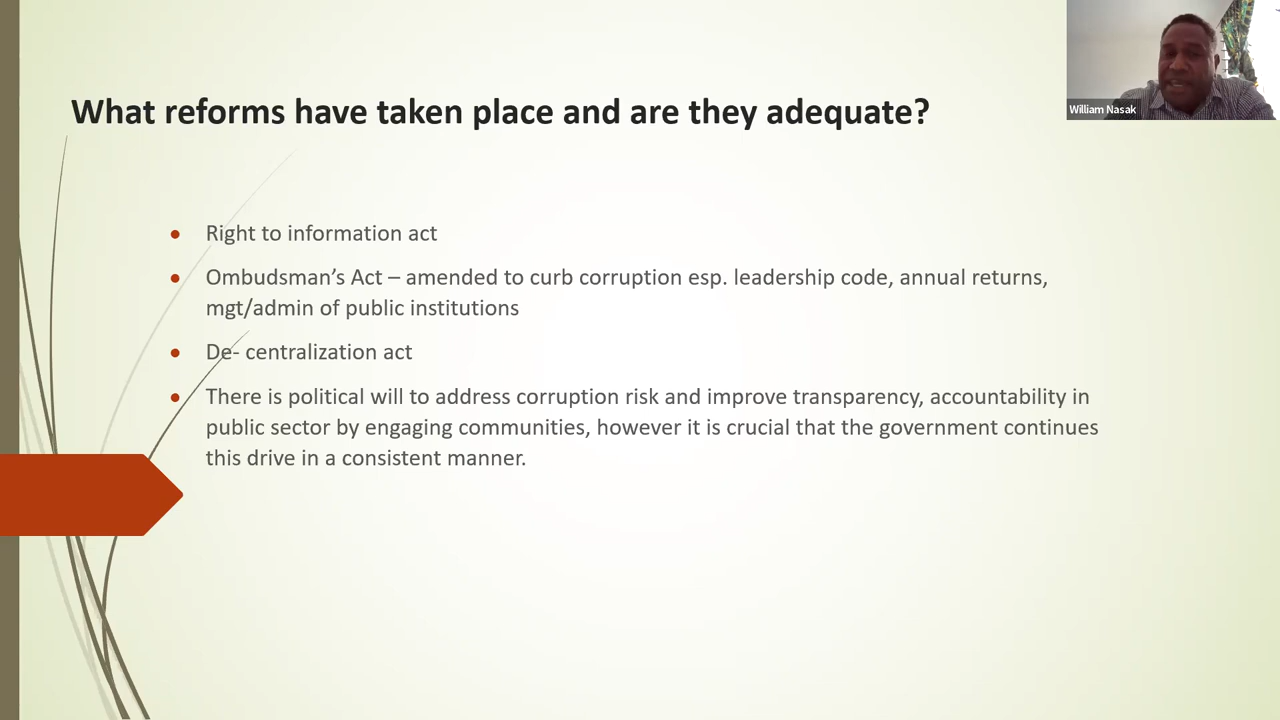 What reforms have taken place and are they adequate?
William Nasak
Right to information act
Ombudsman’s Act – amended to curb corruption esp. leadership code, annual returns,
mgt/admin of public institutions
De- centralization act
There is political will to address corruption risk and improve transparency, accountability in
public sector by engaging communities, however it is crucial that the government continues
this drive in a consistent manner.